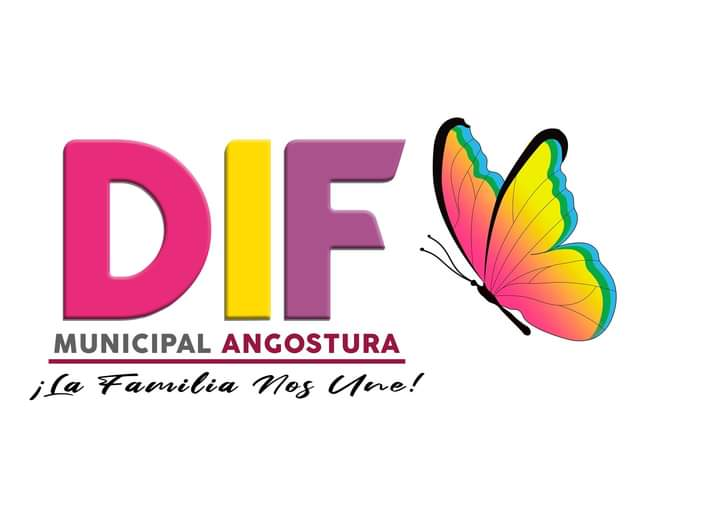 DIF
MUNICIPAL ANGOSTURA
¡La Familia Nos Une!